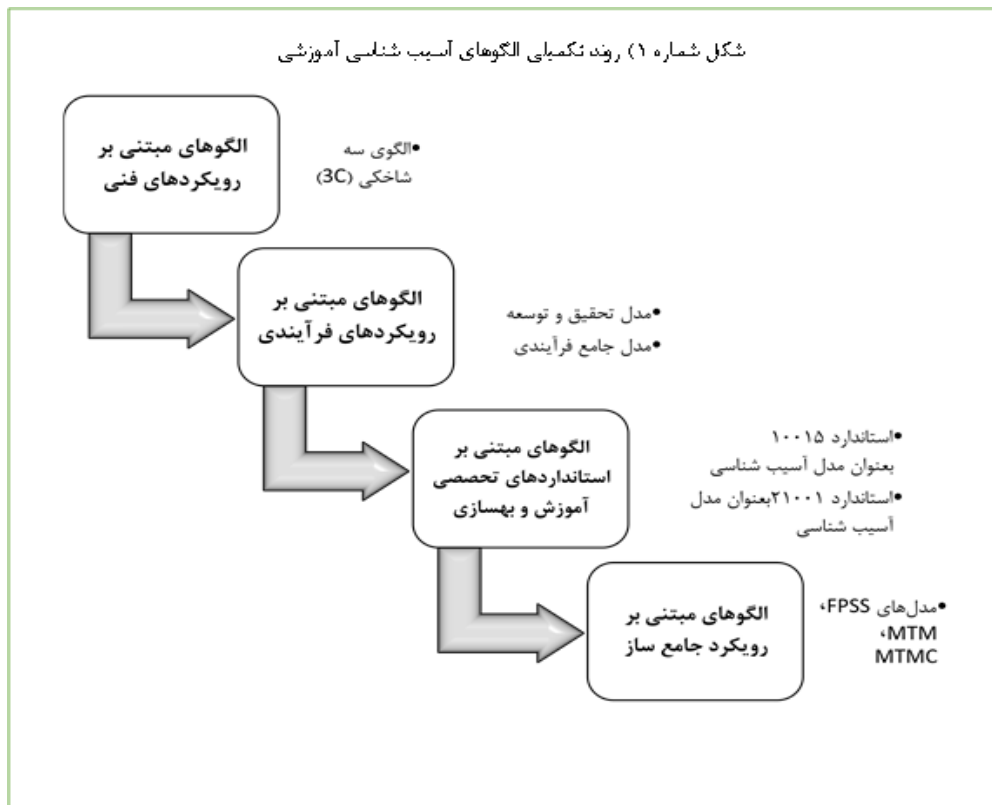 شکل شماره ۱) روند تکمیلی الگوهای آسیب شناسی آموزشی
الگوهای مبتنی بر
رویکردهای فنی
•الگوی سه
شاخکی (3C)
الگوهای مبتنی بر
رویکردهای فرآیندی
•مدل تحقیق و توسعه
•مدل جامع فرآیندی
الگوهای مبتنی بر
استانداردهای تحصصی
آموزش و بهسازی
•استاندارد ۱۰۰۱۵
بعنوان مدل آسیب شناسی
•استاندارد ۲۱۰۰۱بعنوان مدل
آسیب شناسی
الگوهای مبتنی بر
رویکرد جامع ساز
•مدل‌های FPSS،
MTM،
MTMC